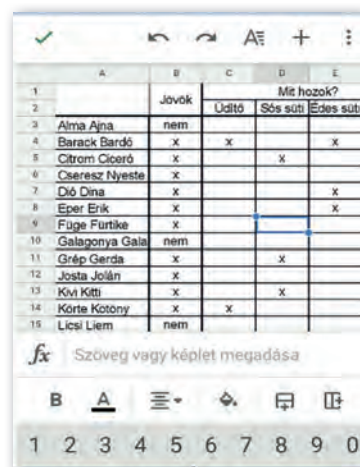 A B C D E
1 Jövök Mit hozok?
2 Üdítő Sós süti Édes süti
3 Alma Ajna nem
4 Barack Bardó x x x
5 Citrom Ciceró x x
6 Cseresz Nyeste x
7 Dió Dina x x
8 Eper Erik x x
9 Füge Fürtike x
10 Galagonya Gala nem
11 Grép Gerda x x
12 Josta Jolán x
13 Kivi Kitti x x
14 Körte Kötöny x x
15 Licsi Liem nem
fx Szöveg vagy képlet megadása
B A
1 2 3 4 5 6 7 8 9 0